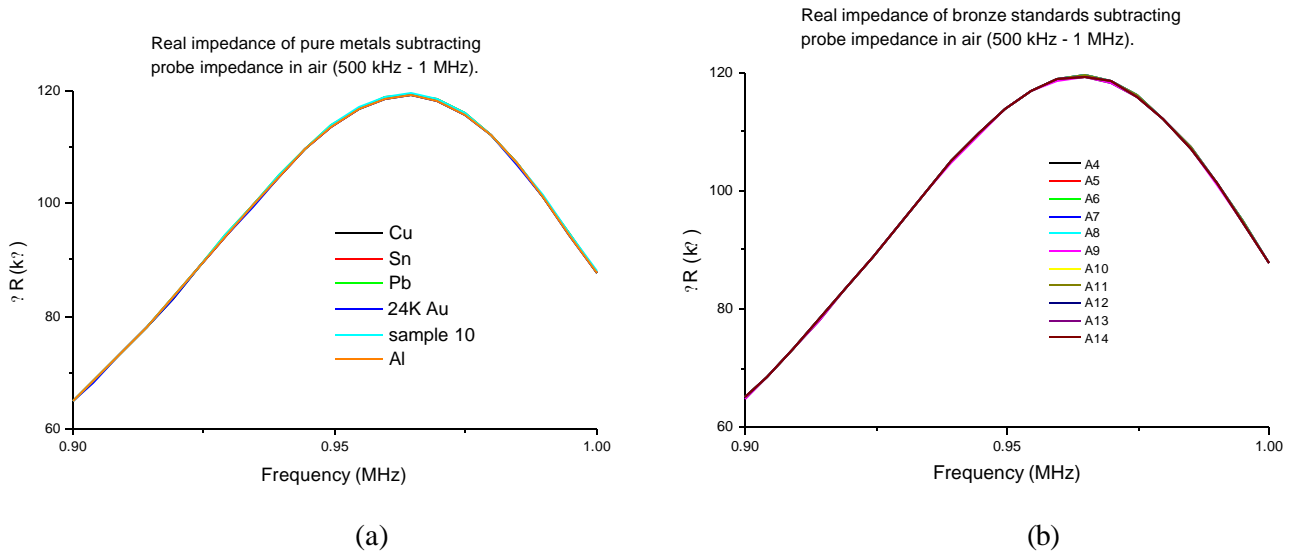 Real impedance of pure metals subtracting
probe impedance in air (500 kHz - 1 MHz).
120
100
80
60
? R (k?)
Cu
Sn
Pb
24K Au
sample 10
Al
0.90
0.95
1.00
Frequency (MHz)
(a)
Real impedance of bronze standards subtracting
probe impedance in air (500 kHz - 1 MHz).
120
100
80
60
? R (k?)
A4
A5
A6
A7
A8
A9
A10
A11
A12
A13
A14
0.90
0.95
1.00
Frequency (MHz)
(b)